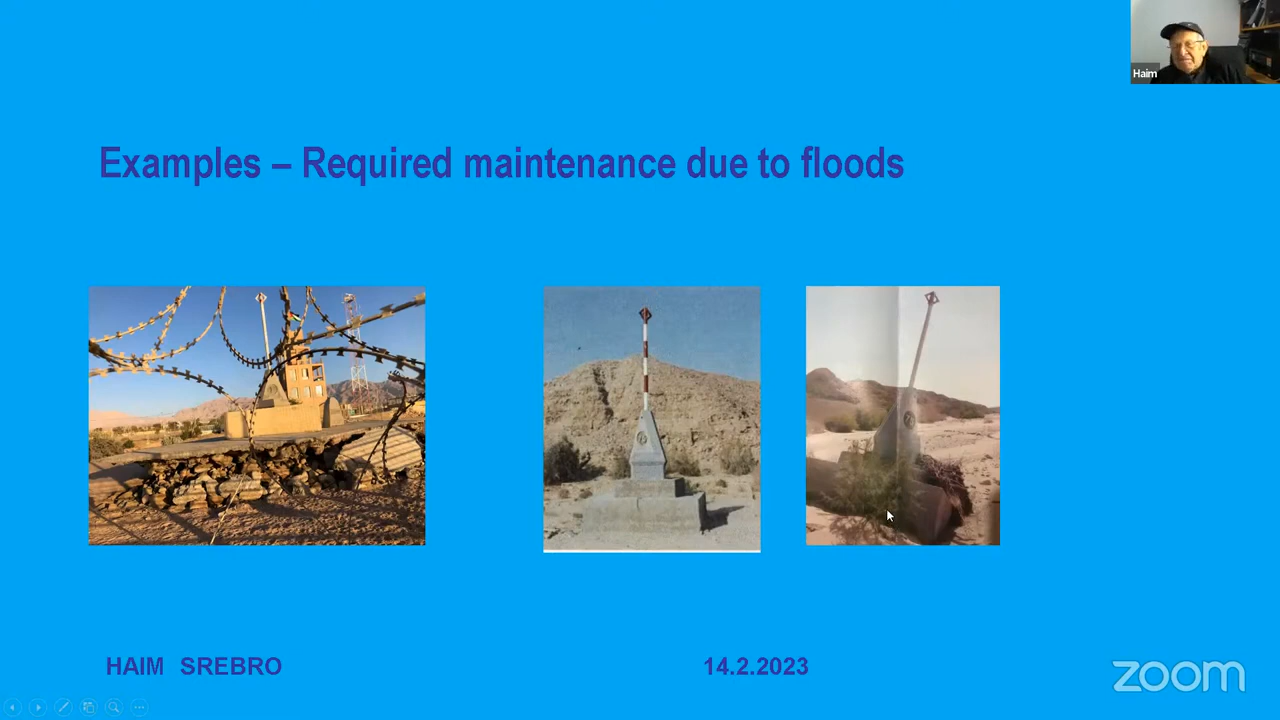 Haim
Examples – Required maintenance due to floods
HAIM SREBRO
14.2.2023
zoom